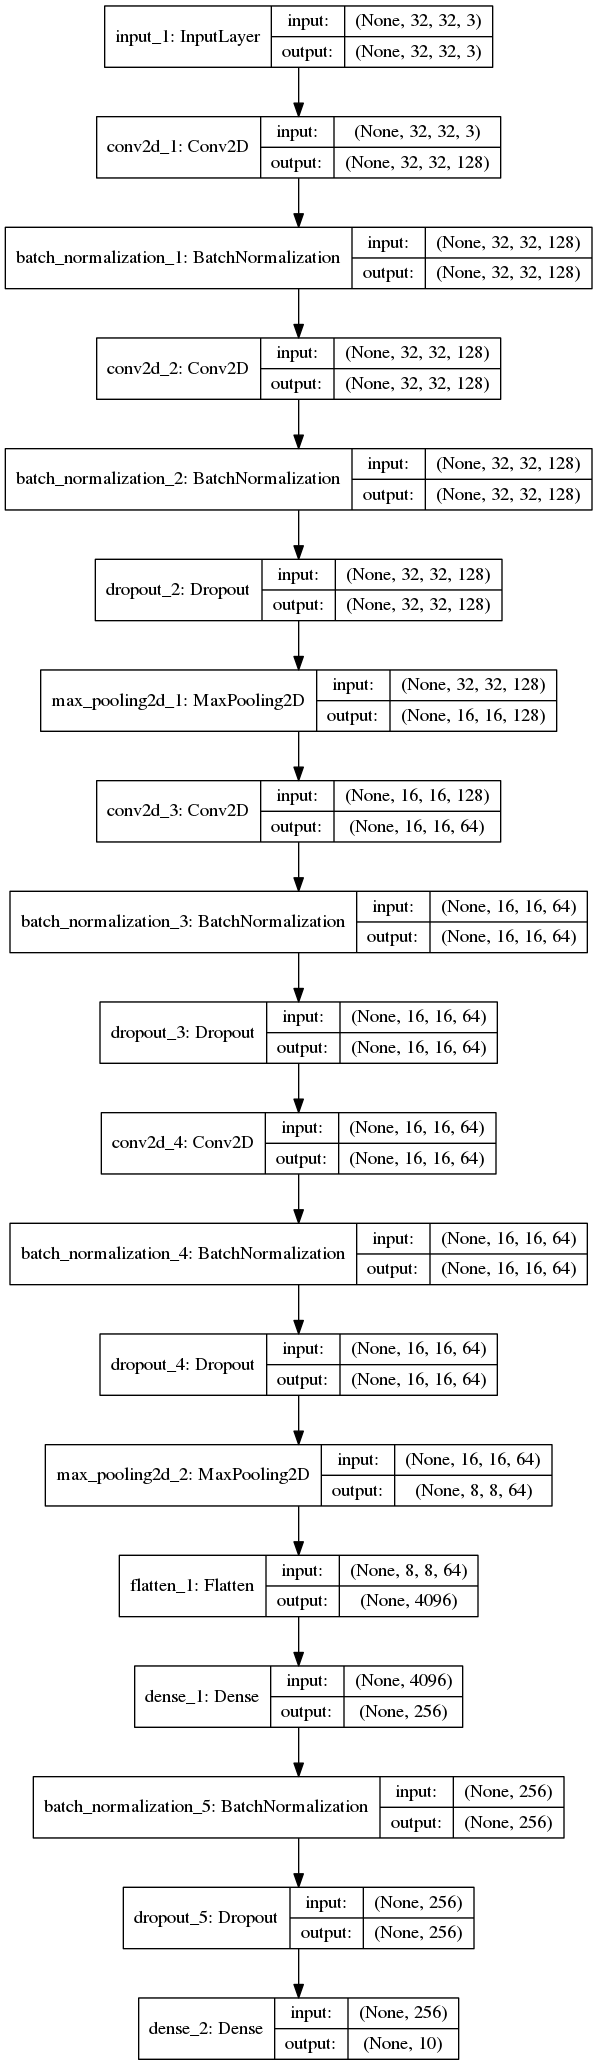 input_1: InputLayer
input: (None, 32, 32, 3)
output: (None, 32, 32, 3)
conv2d_1: Conv2D
input: (None, 32, 32, 3)
output: (None, 32, 32, 128)
batch_normalization_1: BatchNormalization
input: (None, 32, 32, 128)
output: (None, 32, 32, 128)
conv2d_2: Conv2D
input: (None, 32, 32, 128)
output: (None, 32, 32, 128)
batch_normalization_2: BatchNormalization
input: (None, 32, 32, 128)
output: (None, 32, 32, 128)
dropout_2: Dropout
input: (None, 32, 32, 128)
output: (None, 32, 32, 128)
max_pooling2d_1: MaxPooling2D
input: (None, 32, 32, 128)
output: (None, 16, 16, 128)
conv2d_3: Conv2D
input: (None, 16, 16, 128)
output: (None, 16, 16, 64)
batch_normalization_3: BatchNormalization
input: (None, 16, 16, 64)
output: (None, 16, 16, 64)
dropout_3: Dropout
input: (None, 16, 16, 64)
output: (None, 16, 16, 64)
conv2d_4: Conv2D
input: (None, 16, 16, 64)
output: (None, 16, 16, 64)
batch_normalization_4: BatchNormalization
input: (None, 16, 16, 64)
output: (None, 16, 16, 64)
dropout_4: Dropout
input: (None, 16, 16, 64)
output: (None, 16, 16, 64)
max_pooling2d_2: MaxPooling2D
input: (None, 16, 16, 64)
output: (None, 8, 8, 64)
flatten_1: Flatten
input: (None, 8, 8, 64)
output: (None, 4096)
dense_1: Dense
input: (None, 4096)
output: (None, 256)
batch_normalization_5: BatchNormalization
input: (None, 256)
output: (None, 256)
dropout_5: Dropout
input: (None, 256)
output: (None, 256)
dense_2: Dense
input: (None, 256)
output: (None, 10)